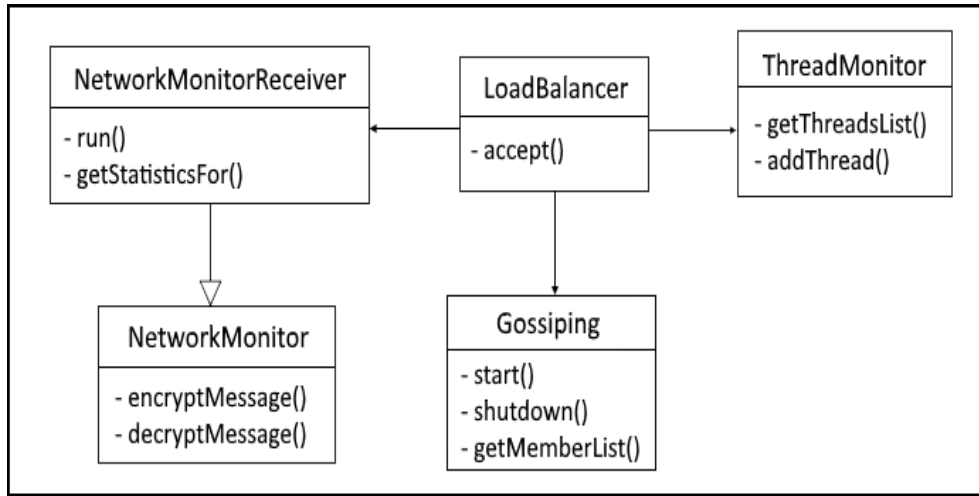 NetworkMonitorReceiver
- run()
- getStatisticsFor()
LoadBalancer
- accept()
ThreadMonitor
- getThreadsList()
- addThread()
NetworkMonitor
- encryptMessage()
- decryptMessage()
Gossiping
- start()
- shutdown()
- getMemberList()